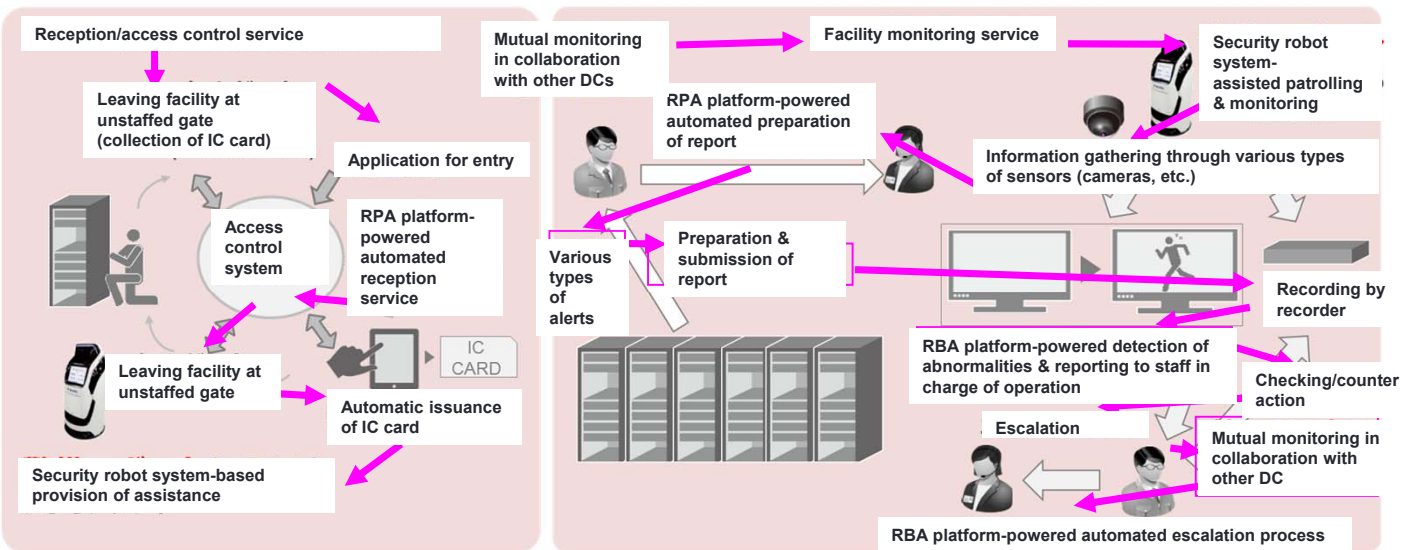 Reception/access control service
Leaving facility at
unstaffed gate
(collection of IC card)
Application for entry
Access
control
system
RPA platform-
powered
automated
reception
service
Leaving facility at
unstaffed gate
IC
CARD
Automatic issuance
of IC card
Security robot system-based
provision of assistance
Mutual monitoring
in collaboration
with other DCs
Facility monitoring service
Security robot
system-
assisted patrolling
& monitoring
RPA platform-powered
automated preparation
of report
Information gathering through various types
of sensors (cameras, etc.)
Various
types
of
alerts
Preparation &
submission of
report
Recording by
recorder
RBA platform-powered detection of
abnormalities & reporting to staff in
charge of operation
Checking/counter
action
Escalation
Mutual monitoring in
collaboration with
other DC
RBA platform-powered automated escalation process